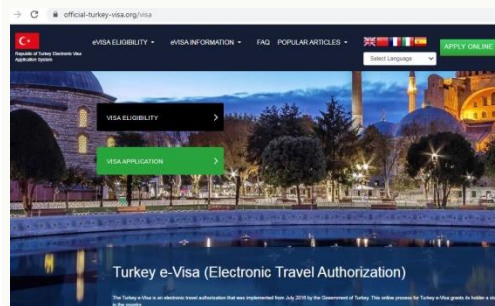 official-turkey-visa.org/visa
eVISA ELIGIBILITY
eVISA INFORMATION
FAQ
POPULAR ARTICLES
APPLY ONLINE
Republic of Turkey Electronic Visa
Application System
Select Language
VISA ELIGIBILITY
VISA APPLICATION
Turkey e-Visa (Electronic Travel Authorization)
The Turkey e-Visa is an electronic travel authorization that was implemented from July 2016 by the Government of Turkey. This online process for Turkey e-Visa grants its holder a
in the country